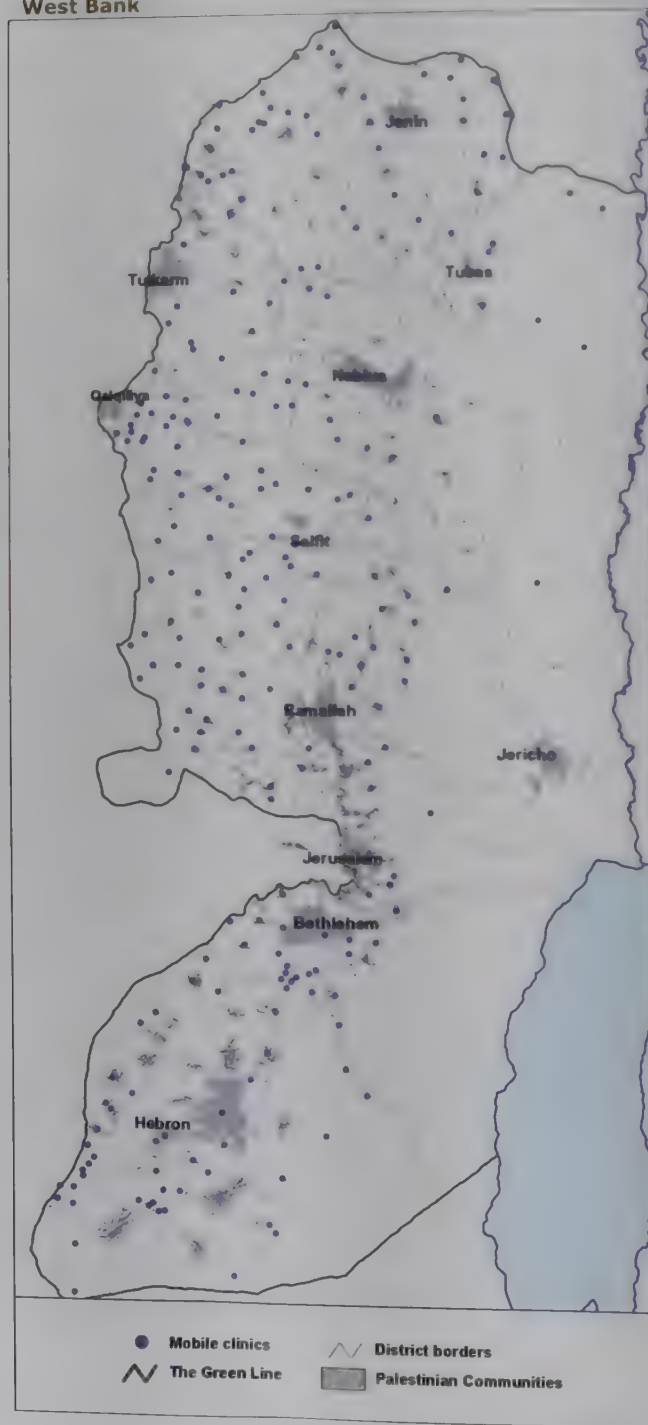 West Bank
Jenin
Tulkarm
Tubas
Qalqiliya
Nablus
Salfit
Ramallah
Jericho
Jerusalem
Bethlehem
Hebron
Mobile clinics
District borders
The Green Line
Palestinian Communities